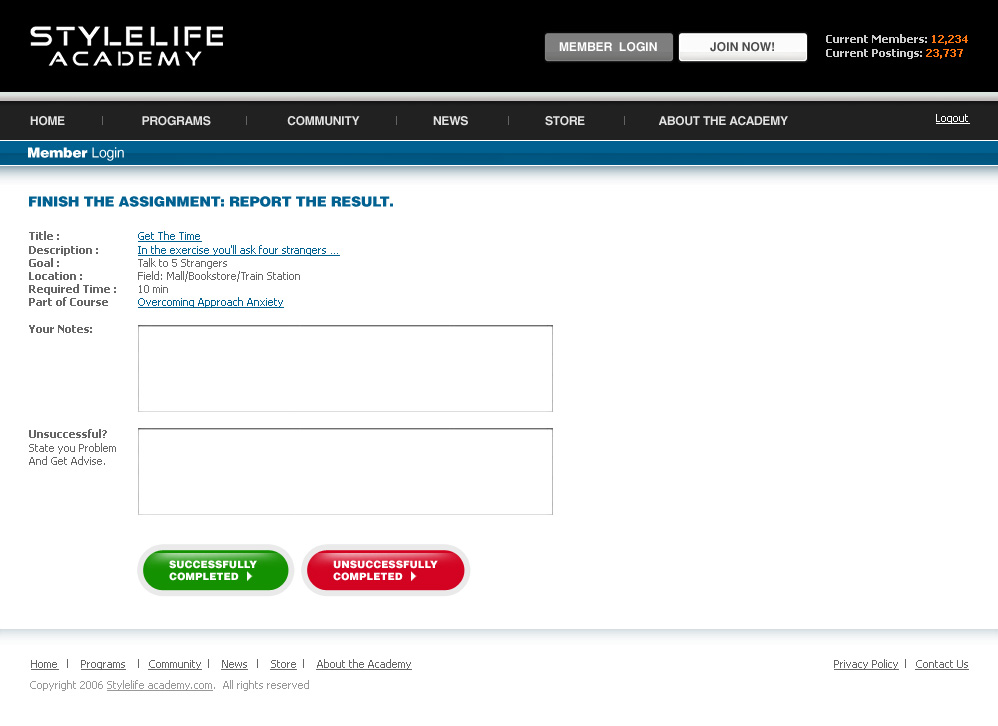 STYLELIFE
ACADEMY
MEMBER LOGIN
JOIN NOW!
Current Members: 12,234
Current Postings: 23,737
HOME | PROGRAMS | COMMUNITY | NEWS | STORE | ABOUT THE ACADEMY
Logout
Member Login
FINISH THE ASSIGNMENT: REPORT THE RESULT.
Title : Get The Time
Description : In the exercise you'll ask four strangers ...
Goal : Talk to 5 Strangers
Location : Field: Mall/Bookstore/Train Station
Required Time : 10 min
Part of Course Overcoming Approach Anxiety
Your Notes:
Unsuccessful?
State you Problem
And Get Advise.
SUCCESSFULLY
COMPLETED
UNSUCCESSFULLY
COMPLETED
Home | Programs | Community | News | Store | About the Academy
Privacy Policy | Contact Us
Copyright 2006 Stylelife academy.com. All rights reserved